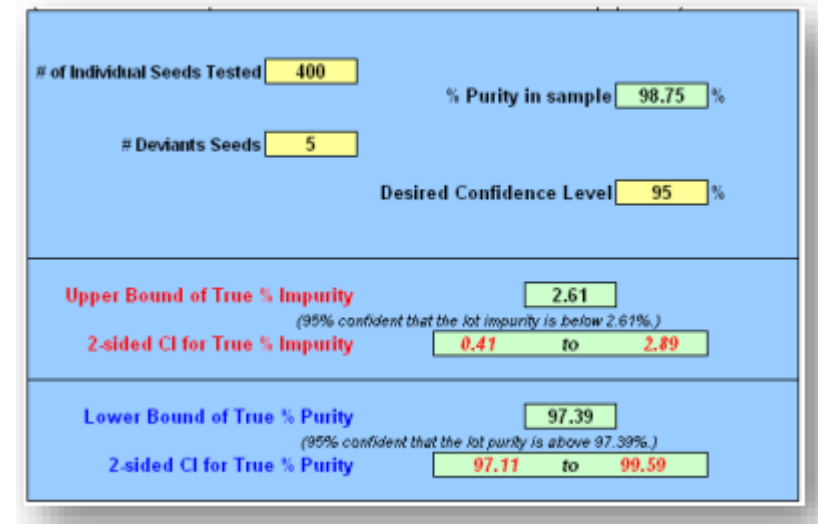 # of Individual Seeds Tested 400
% Purity in sample 98.75 %
# Deviants Seeds 5
Desired Confidence Level 95 %
Upper Bound of True % Impurity 2.61
(95% confident that the lot impurity is below 2.61%.)
2-sided CI for True % Impurity 0.41 to 2.89
Lower Bound of True % Purity 97.39
(95% confident that the lot purity is above 97.39%.)
2-sided CI for True % Purity 97.11 to 99.59